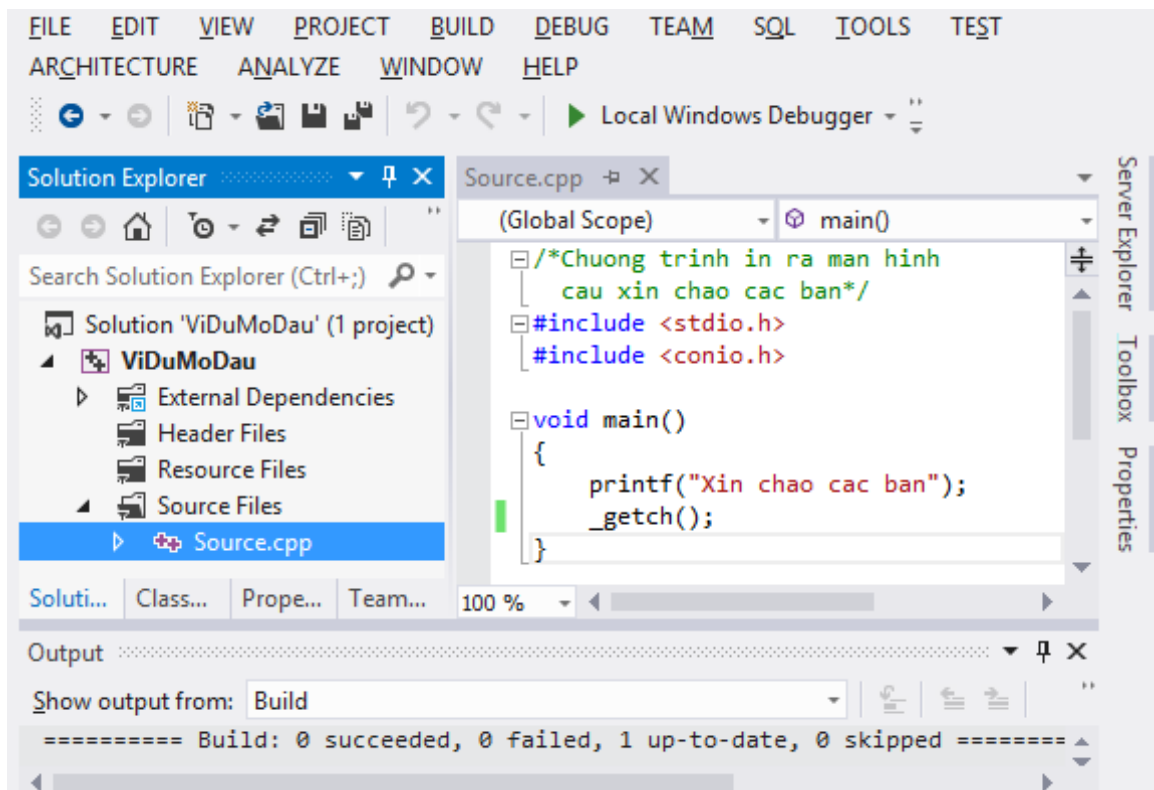 FILE EDIT VIEW PROJECT BUILD DEBUG TEAM SQL TOOLS TEST
ARCHITECTURE ANALYZE WINDOW HELP
Local Windows Debugger
Solution Explorer
Search Solution Explorer (Ctrl+;)
Solution 'ViDuMoDau' (1 project)
ViDuMoDau
External Dependencies
Header Files
Resource Files
Source Files
Source.cpp
Soluti... Class... Prope... Team...
Source.cpp
(Global Scope) main()
/*Chuong trinh in ra man hinh
cau xin chao cac ban*/
#include <stdio.h>
#include <conio.h>
void main()
{
printf("Xin chao cac ban");
_getch();
}
100 %
Server Explorer
Toolbox
Properties
Output
Show output from: Build
========== Build: 0 succeeded, 0 failed, 1 up-to-date, 0 skipped =========